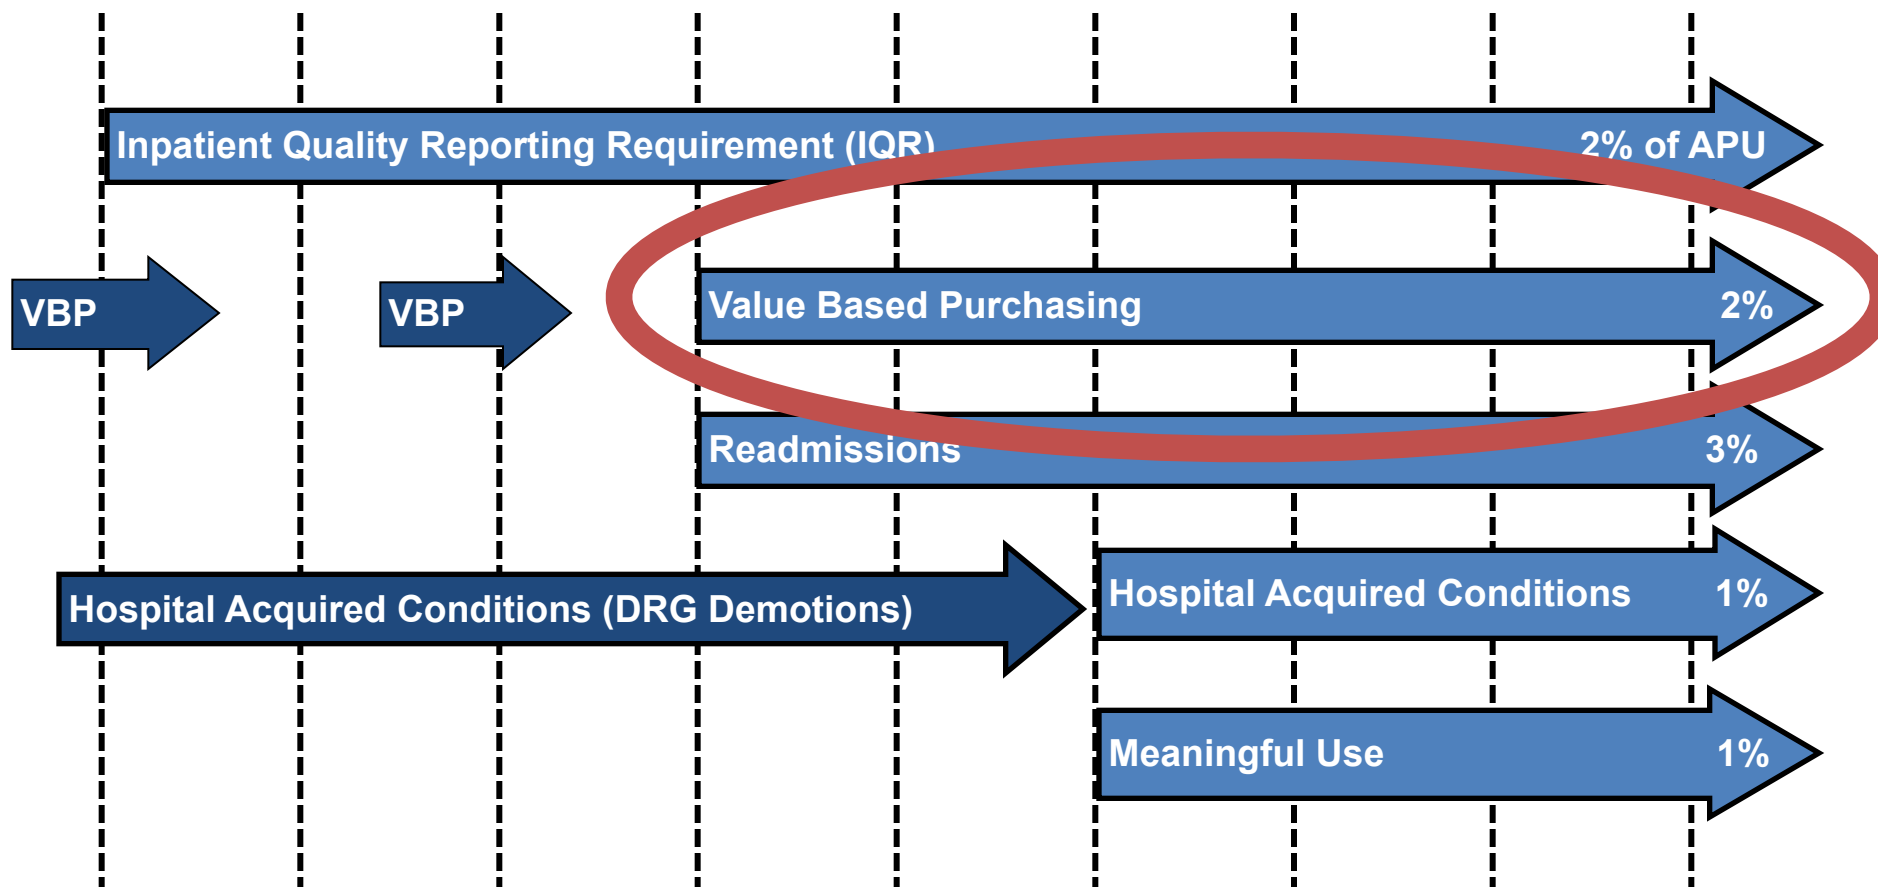 Inpatient Quality Reporting Requirement (IQR) 2% of APU
VBP
VBP
Value Based Purchasing 2%
Readmissions 3%
Hospital Acquired Conditions (DRG Demotions)
Hospital Acquired Conditions 1%
Meaningful Use 1%